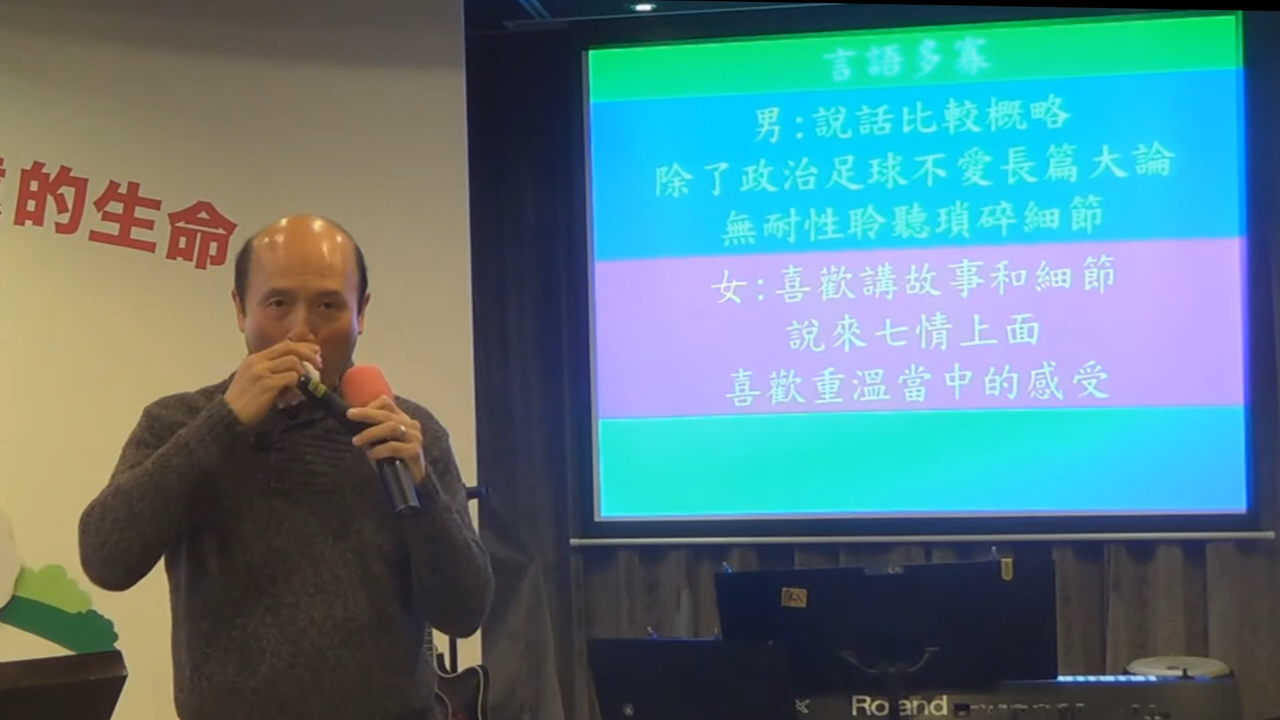 的生命
言語多寡
男:說話比較概略
除了政治足球不愛長篇大論
無耐性聆聽瑣碎細節
女:喜歡講故事和細節
說來七情上面
喜歡重溫當中的感受
Roland